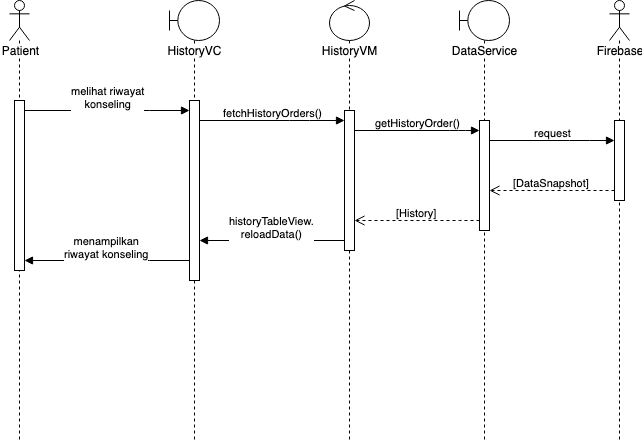 Patient
HistoryVC
HistoryVM
DataService
Firebase
melihat riwayat
konseling
fetchHistoryOrders()
getHistoryOrder()
request
[DataSnapshot]
[History]
historyTableView.
reloadData()
menampilkan
riwayat konseling